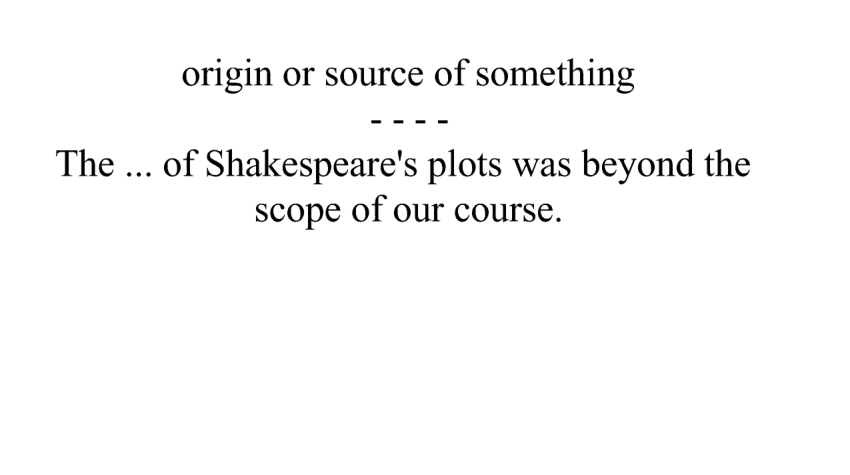 origin or source of something
- - - -
The ... of Shakespeare's plots was beyond the
scope of our course.